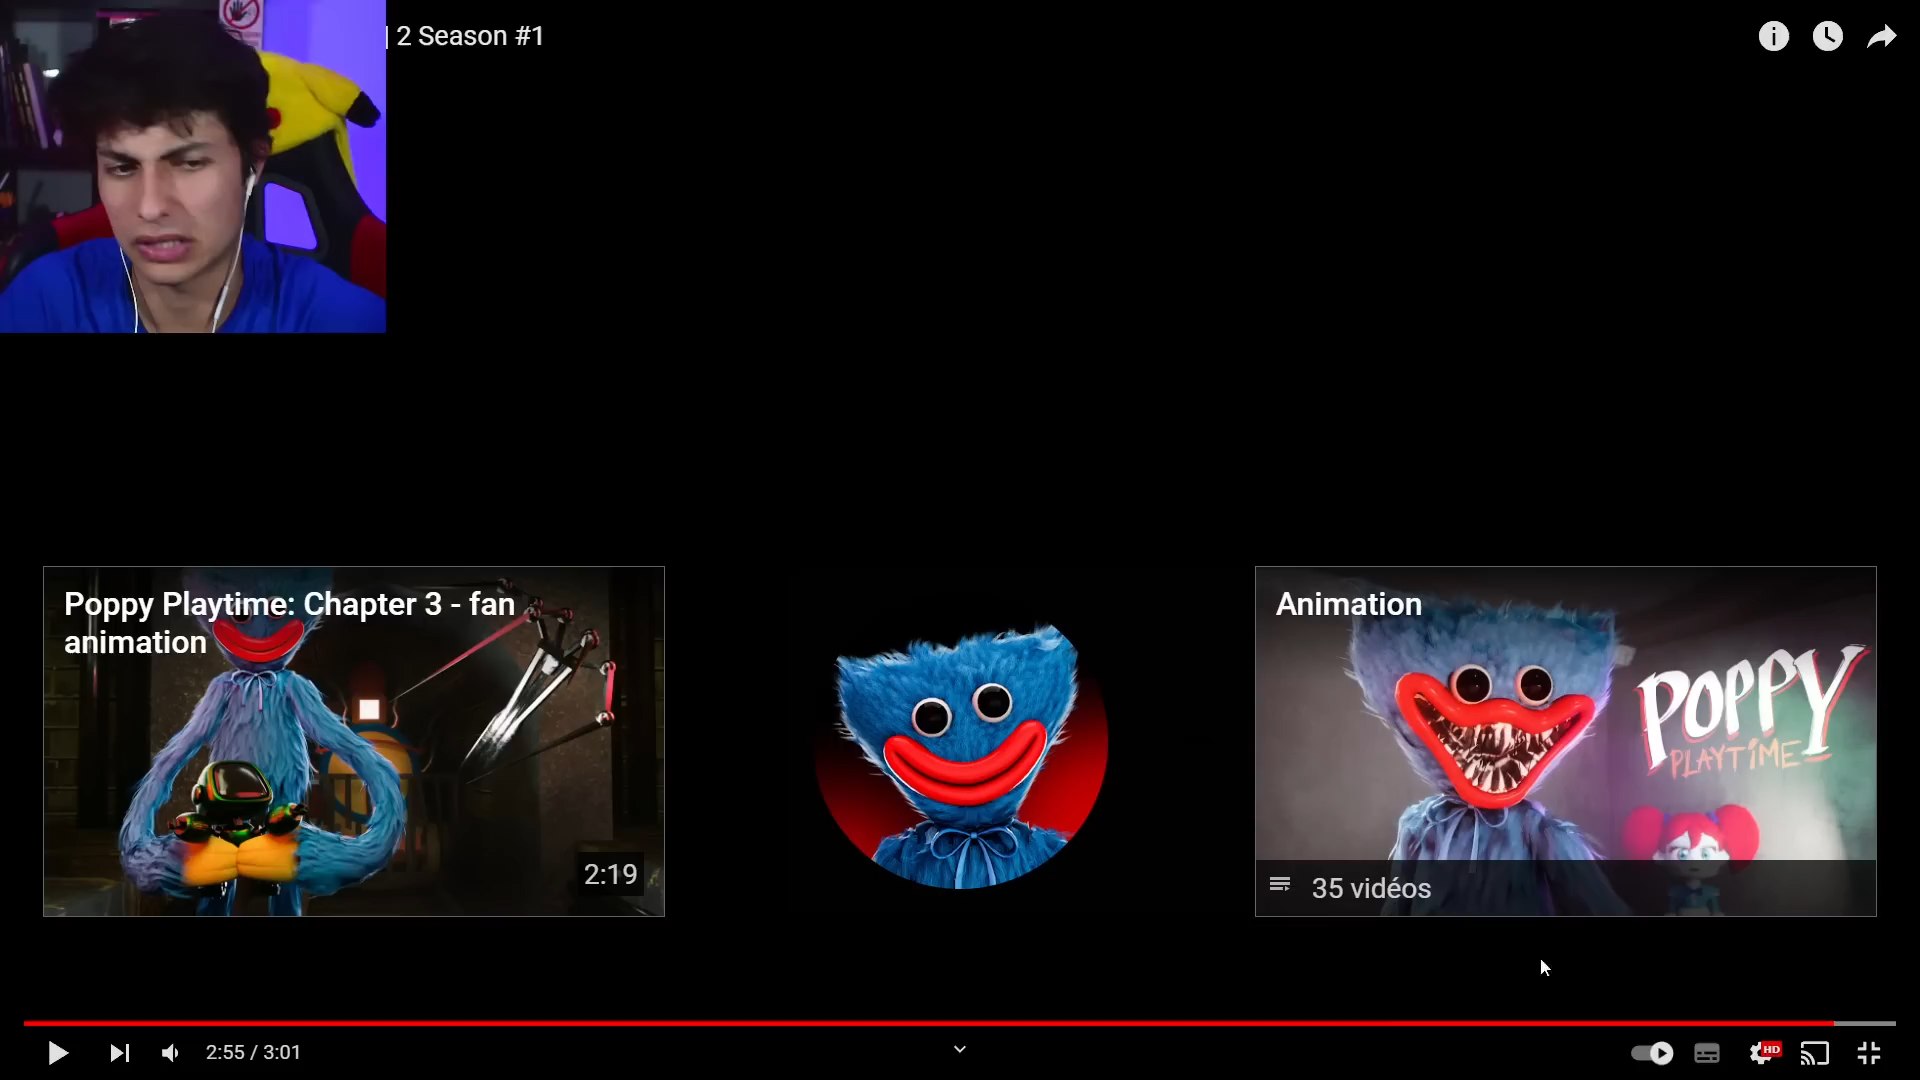 | 2 Season #1
Poppy Playtime: Chapter 3 - fan
animation
2:19
Animation
POPPY
PLAYTIME
35 vidéos
2:55 / 3:01
HD